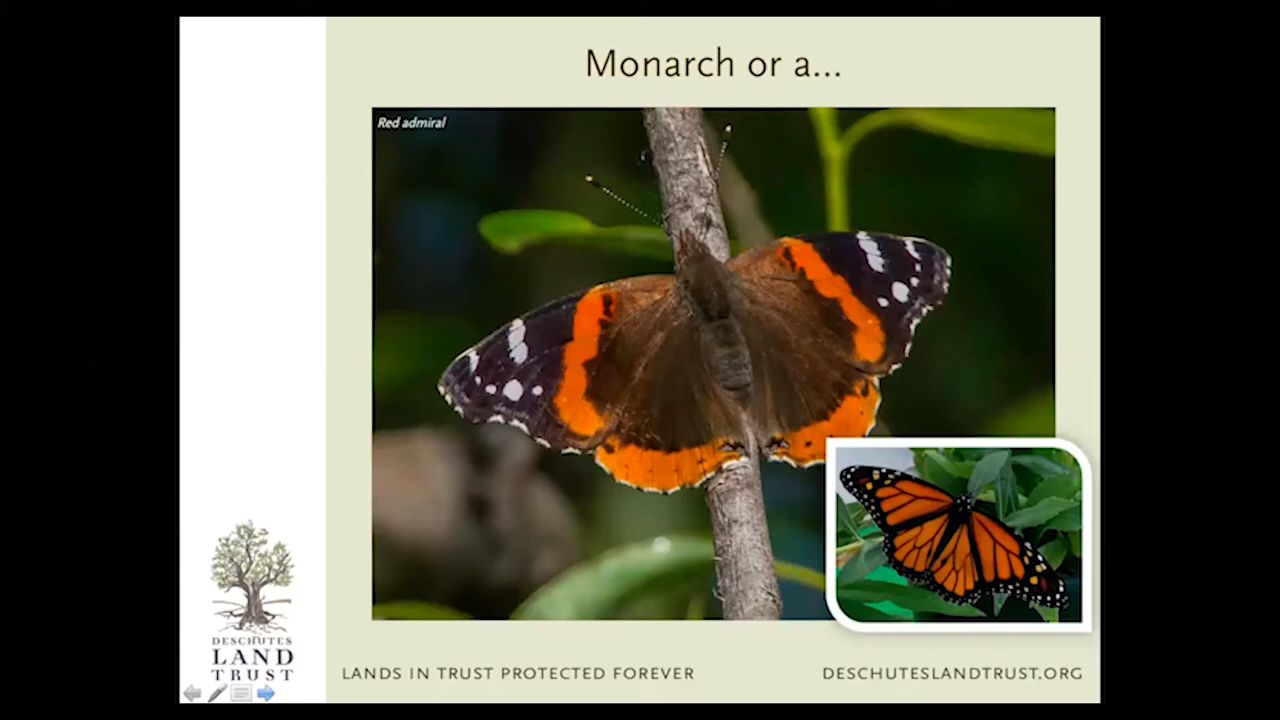 Monarch or a...
Red admiral
DESCHUTES
LAND
TRUST
LANDS IN TRUST PROTECTED FOREVER
DESCHUTESLANDTRUST.ORG